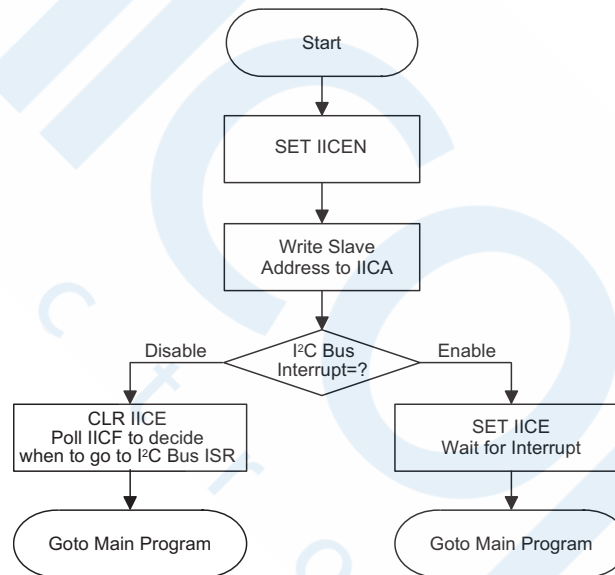 Start
SET IICEN
Write Slave
Address to IICA
I²C Bus
Interrupt=?
Disable
Enable
CLR IICE
Poll IICF to decide
when to go to I²C Bus ISR
SET IICE
Wait for Interrupt
Goto Main Program
Goto Main Program